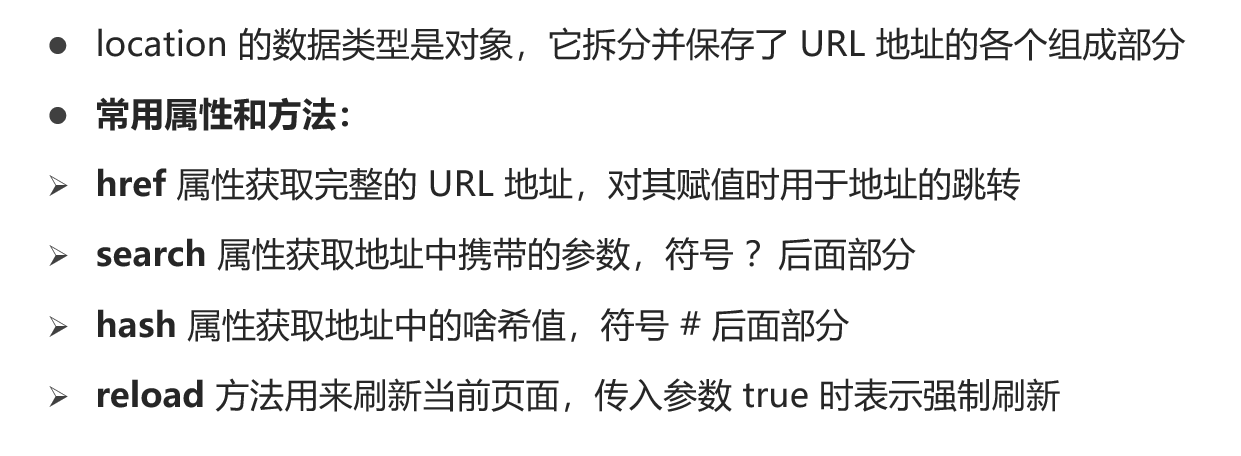 ● location 的数据类型是对象，它拆分并保存了 URL 地址的各个组成部分
● 常用属性和方法：
➢ href 属性获取完整的 URL 地址，对其赋值时用于地址的跳转
➢ search 属性获取地址中携带的参数，符号 ？后面部分
➢ hash 属性获取地址中的啥希值，符号 # 后面部分
➢ reload 方法用来刷新当前页面，传入参数 true 时表示强制刷新